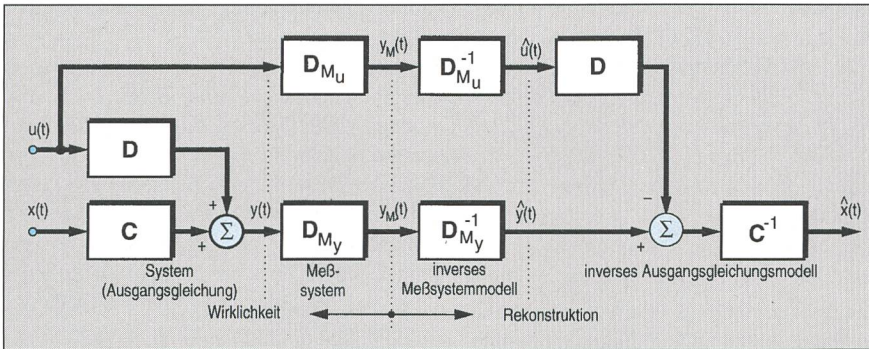 y_M(t) û(t)
D_{M_u} D_{M_u}^{-1} D
u(t)
D
−
+
x(t) y(t) y_M(t) ŷ(t) x̂(t)
C Σ D_{M_y} D_{M_y}^{-1} Σ C^{-1}
+ +
System Meß- inverses inverses Ausgangsgleichungsmodell
(Ausgangsgleichung) system Meßsystemmodell
Wirklichkeit Rekonstruktion